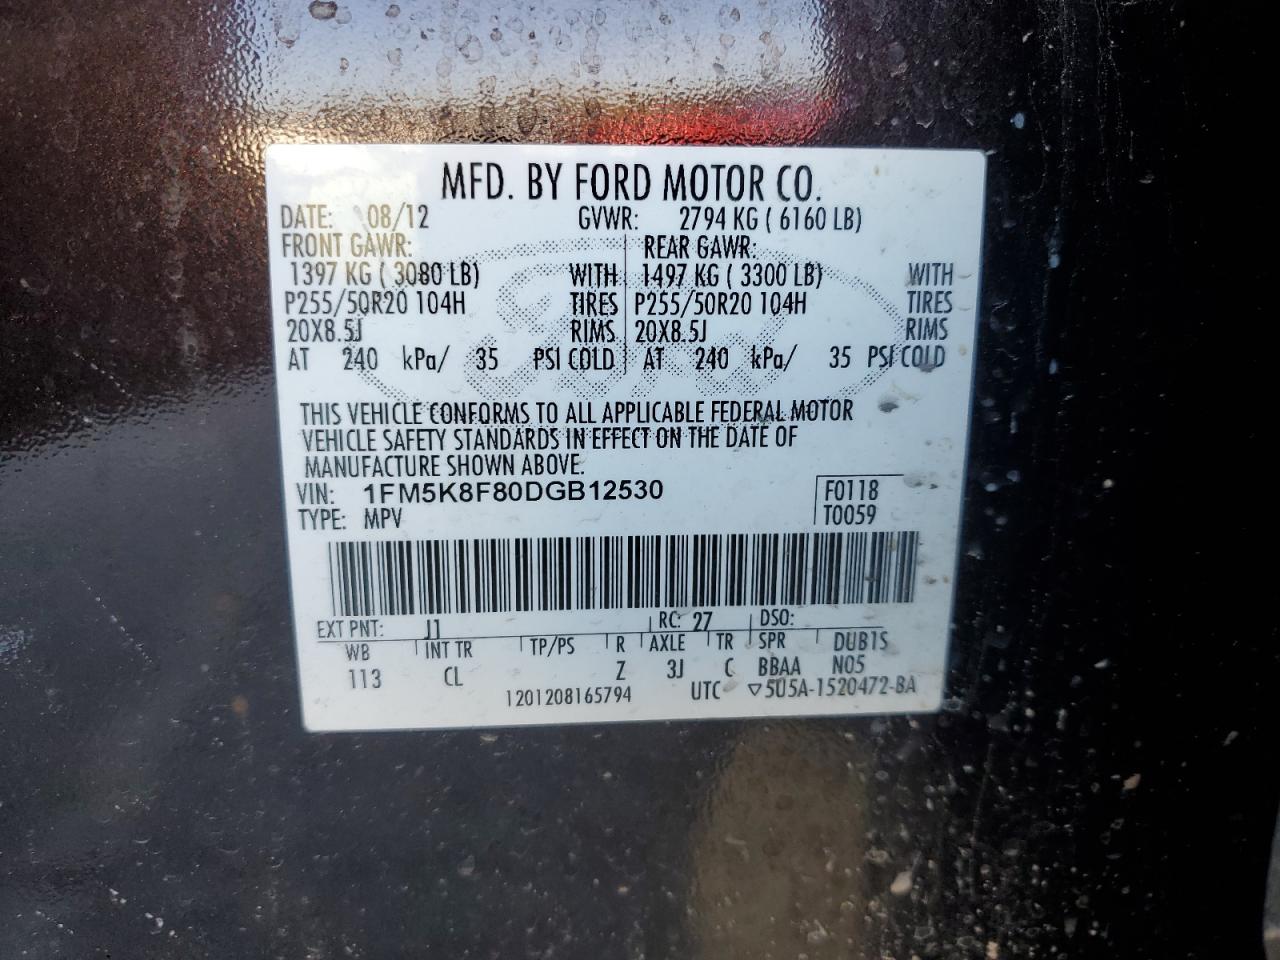 MFD. BY FORD MOTOR CO.
DATE: 08/12 GVWR: 2794 KG ( 6160 LB)
FRONT GAWR: REAR GAWR:
1397 KG ( 3080 LB) WITH 1497 KG ( 3300 LB) WITH
P255/50R20 104H TIRES P255/50R20 104H TIRES
20X8.5J RIMS 20X8.5J RIMS
AT 240 kPa/ 35 PSI COLD AT 240 kPa/ 35 PSI COLD
THIS VEHICLE CONFORMS TO ALL APPLICABLE FEDERAL MOTOR
VEHICLE SAFETY STANDARDS IN EFFECT ON THE DATE OF
MANUFACTURE SHOWN ABOVE.
VIN: 1FM5K8F80DGB12530 F0118
TYPE: MPV T0059
EXT PNT: J1 RC: 27 DSO:
WB INT TR TP/PS R AXLE TR SPR DUB1S
113 CL Z 3J C BBAA N05
1201208165794 UTC ▽5U5A-1520472-BA